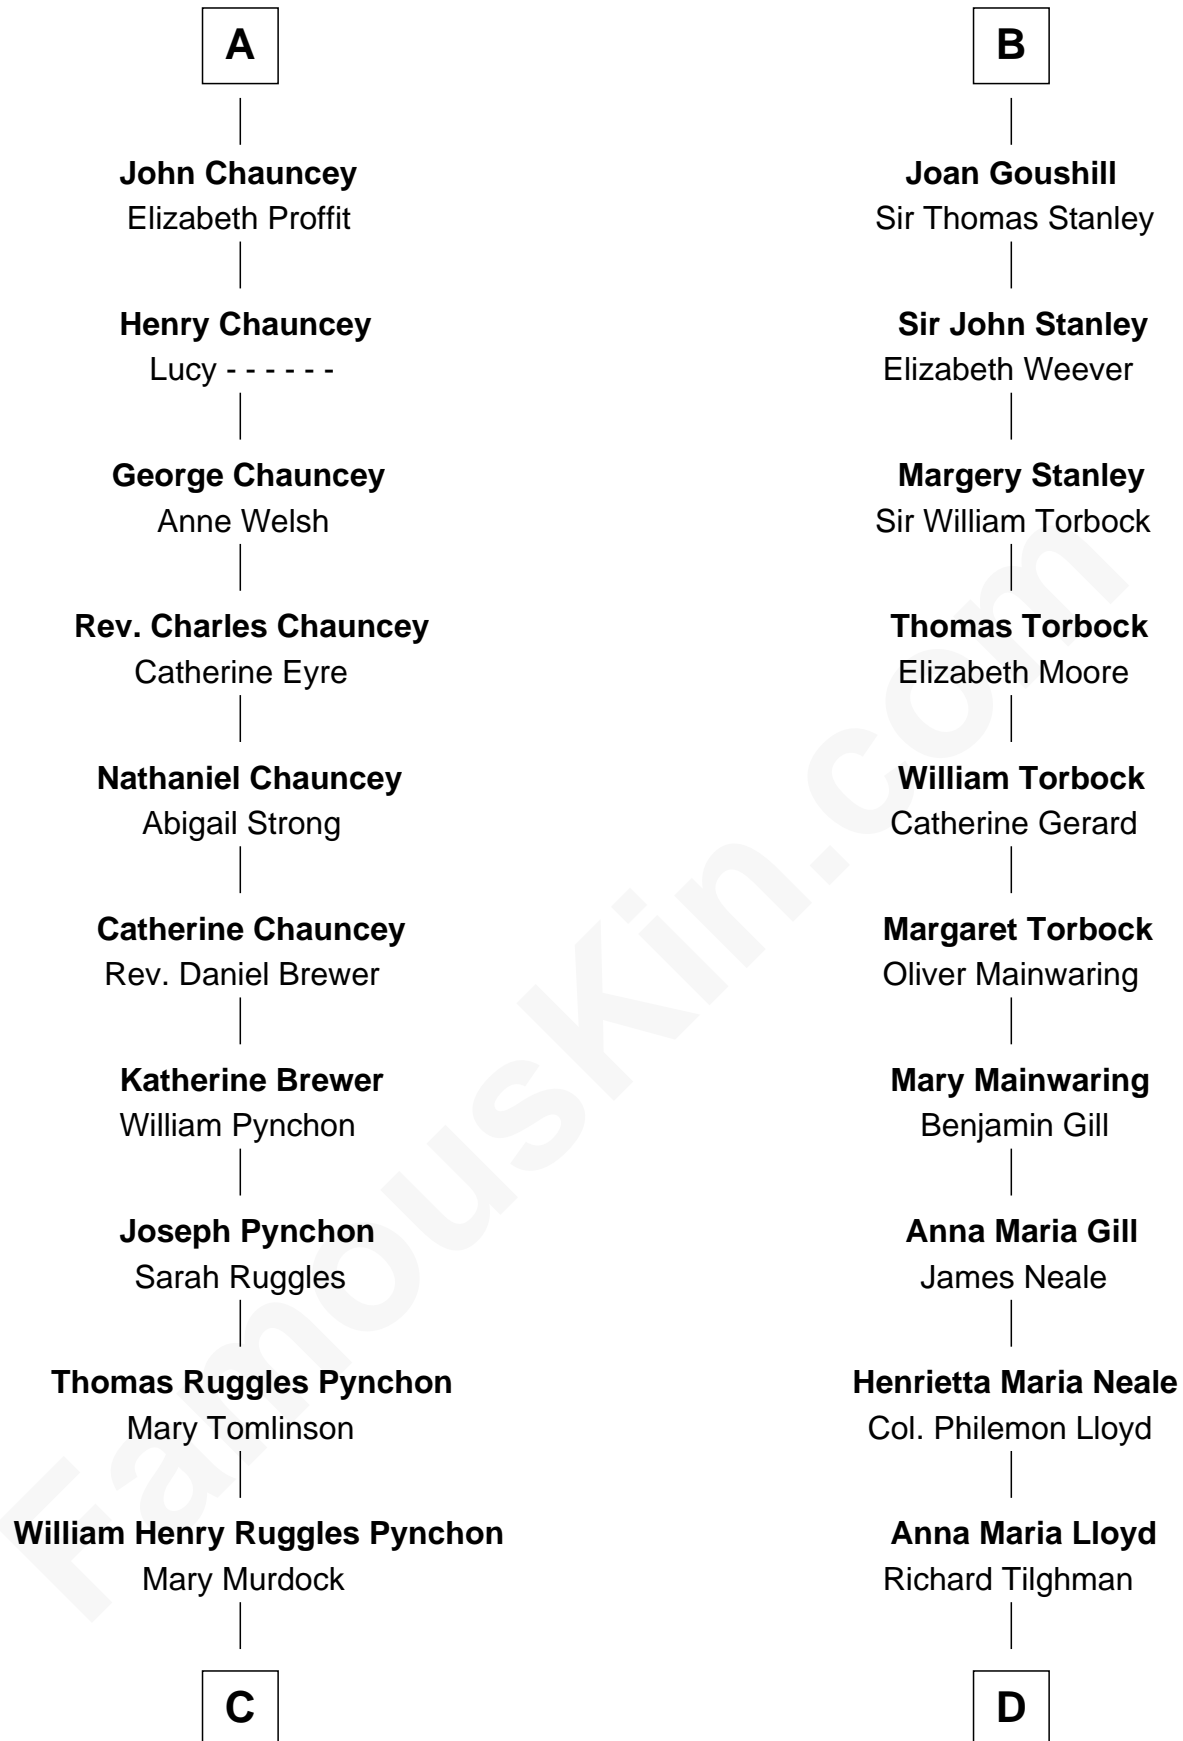 A
John Chauncey
Elizabeth Proffit
Henry Chauncey
Lucy - - - - - -
George Chauncey
Anne Welsh
Rev. Charles Chauncey
Catherine Eyre
Nathaniel Chauncey
Abigail Strong
Catherine Chauncey
Rev. Daniel Brewer
Katherine Brewer
William Pynchon
Joseph Pynchon
Sarah Ruggles
Thomas Ruggles Pynchon
Mary Tomlinson
William Henry Ruggles Pynchon
Mary Murdock
C
B
Joan Goushill
Sir Thomas Stanley
Sir John Stanley
Elizabeth Weever
Margery Stanley
Sir William Torbock
Thomas Torbock
Elizabeth Moore
William Torbock
Catherine Gerard
Margaret Torbock
Oliver Mainwaring
Mary Mainwaring
Benjamin Gill
Anna Maria Gill
James Neale
Henrietta Maria Neale
Col. Philemon Lloyd
Anna Maria Lloyd
Richard Tilghman
D
FamousKin.com